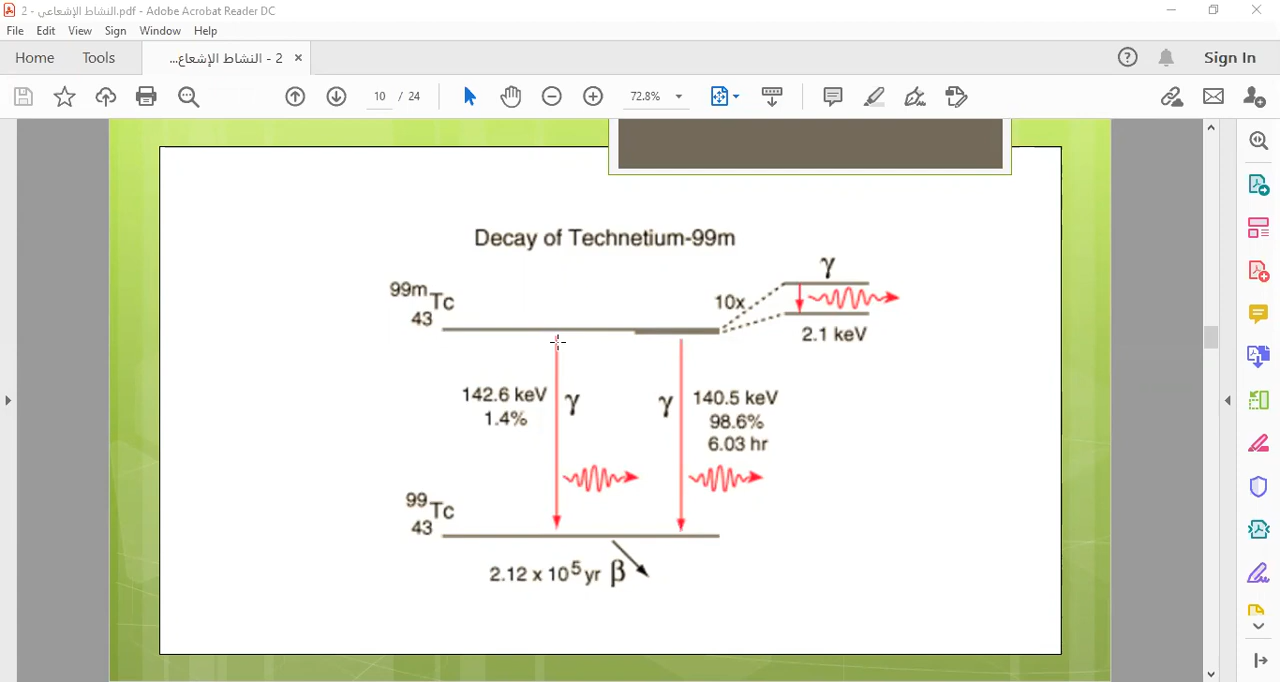 2 - النشاط الإشعاعي.pdf - Adobe Acrobat Reader DC
File Edit View Sign Window Help
Home Tools 2 - النشاط الإشعاع... × Sign In
10 / 24 72.8%
Decay of Technetium-99m
γ
99m
Tc
43
10x
2.1 keV
142.6 keV
1.4%
γ
γ
140.5 keV
98.6%
6.03 hr
99
Tc
43
2.12 x 10⁵ yr β